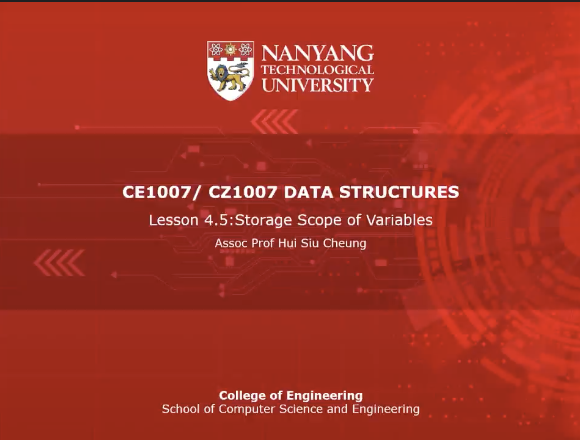 NANYANG
TECHNOLOGICAL
UNIVERSITY
CE1007/ CZ1007 DATA STRUCTURES
Lesson 4.5:Storage Scope of Variables
Assoc Prof Hui Siu Cheung
College of Engineering
School of Computer Science and Engineering